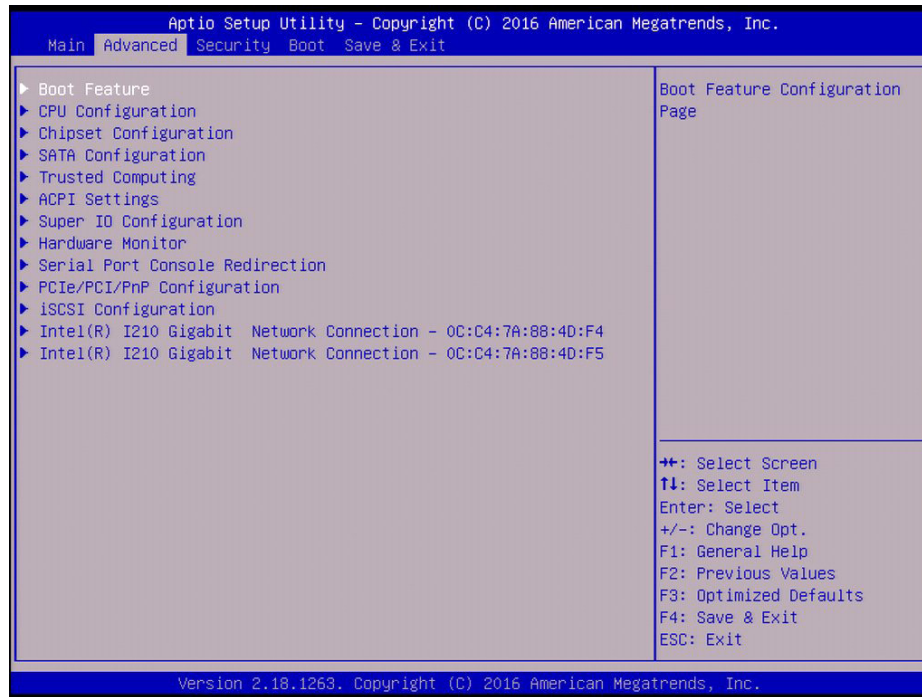 Aptio Setup Utility – Copyright (C) 2016 American Megatrends, Inc.
Main Advanced Security Boot Save & Exit
▶ Boot Feature
▶ CPU Configuration
▶ Chipset Configuration
▶ SATA Configuration
▶ Trusted Computing
▶ ACPI Settings
▶ Super IO Configuration
▶ Hardware Monitor
▶ Serial Port Console Redirection
▶ PCIe/PCI/PnP Configuration
▶ iSCSI Configuration
▶ Intel(R) I210 Gigabit  Network Connection – 0C:C4:7A:88:4D:F4
▶ Intel(R) I210 Gigabit  Network Connection – 0C:C4:7A:88:4D:F5
Boot Feature Configuration
Page
→←: Select Screen
↑↓: Select Item
Enter: Select
+/-: Change Opt.
F1: General Help
F2: Previous Values
F3: Optimized Defaults
F4: Save & Exit
ESC: Exit
Version 2.18.1263. Copyright (C) 2016 American Megatrends, Inc.